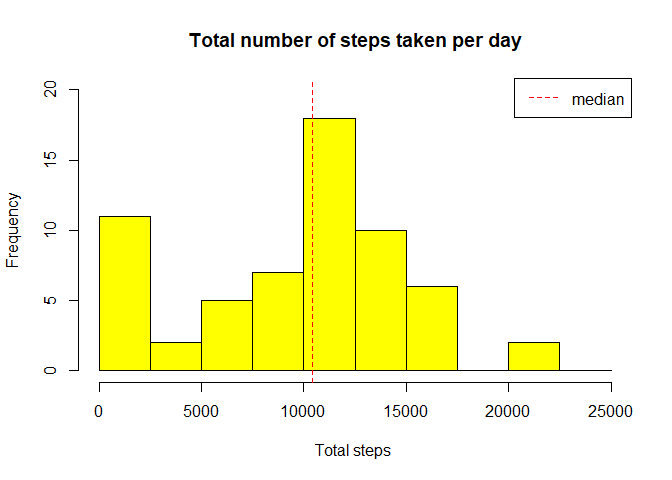 Total number of steps taken per day
median
Frequency
20
15
10
5
0
0 5000 10000 15000 20000 25000
Total steps